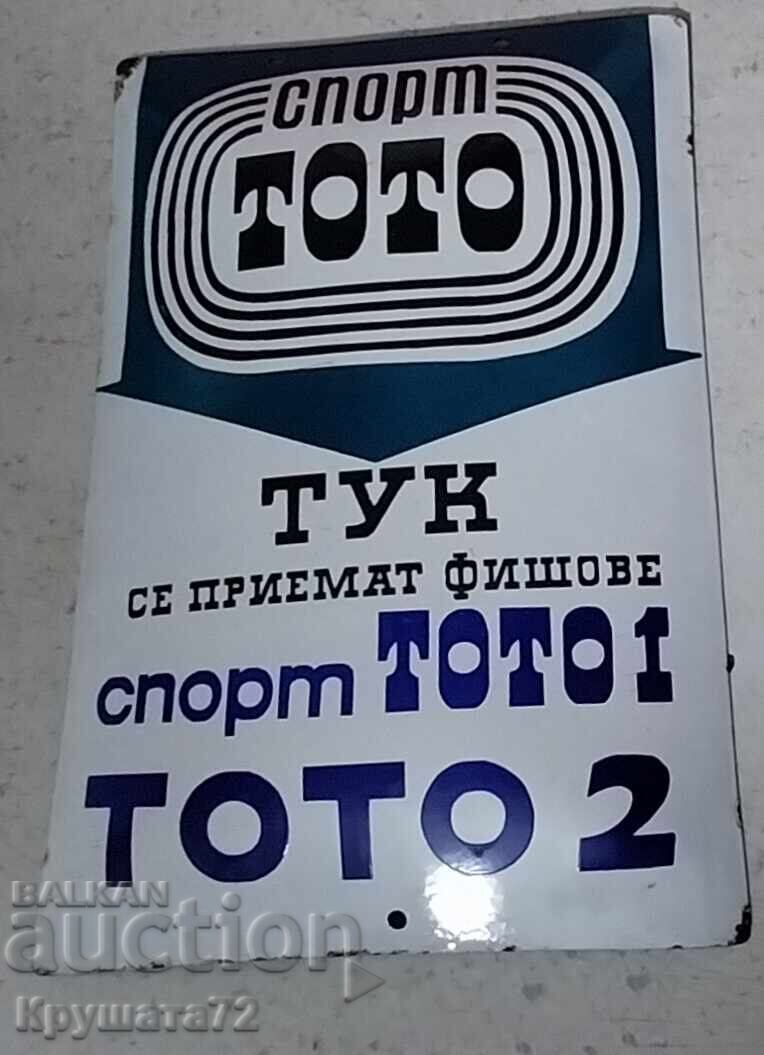 спорт
ТОТО
ТУК
СЕ ПРИЕМАТ ФИШОВЕ
спорт ТОТО 1
ТОТО 2
BALKAN
auction
Крушата72